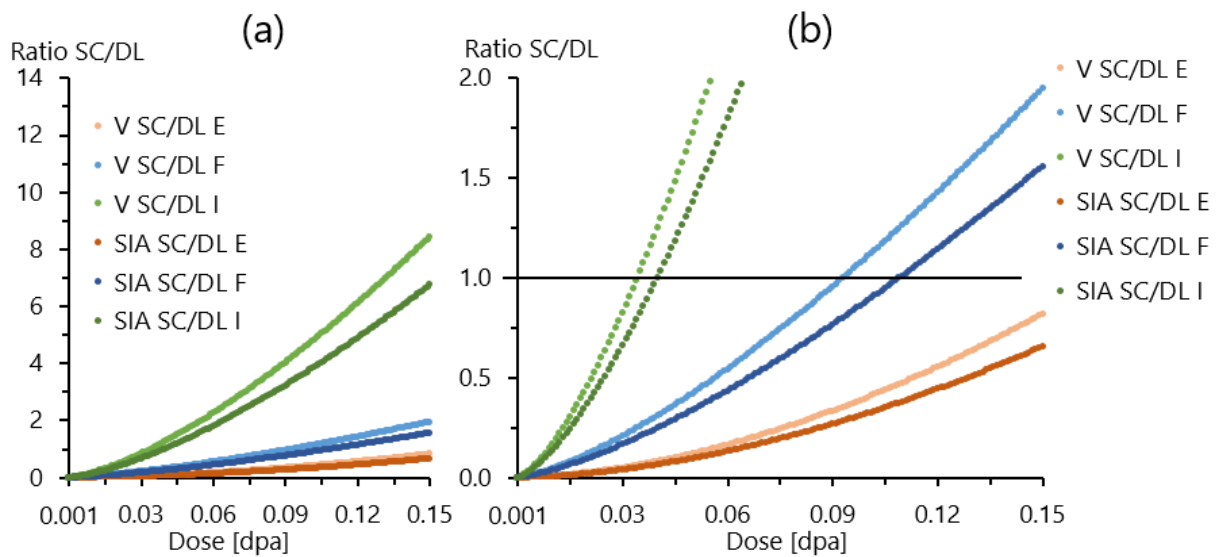 (a)
Ratio SC/DL
14
12
10
8
6
4
2
0
V SC/DL E
V SC/DL F
V SC/DL I
SIA SC/DL E
SIA SC/DL F
SIA SC/DL I
0.001 0.03 0.06 0.09 0.12 0.15
Dose [dpa]
(b)
Ratio SC/DL
2.0
1.5
1.0
0.5
0.0
0.001 0.03 0.06 0.09 0.12 0.15
Dose [dpa]
V SC/DL E
V SC/DL F
V SC/DL I
SIA SC/DL E
SIA SC/DL F
SIA SC/DL I